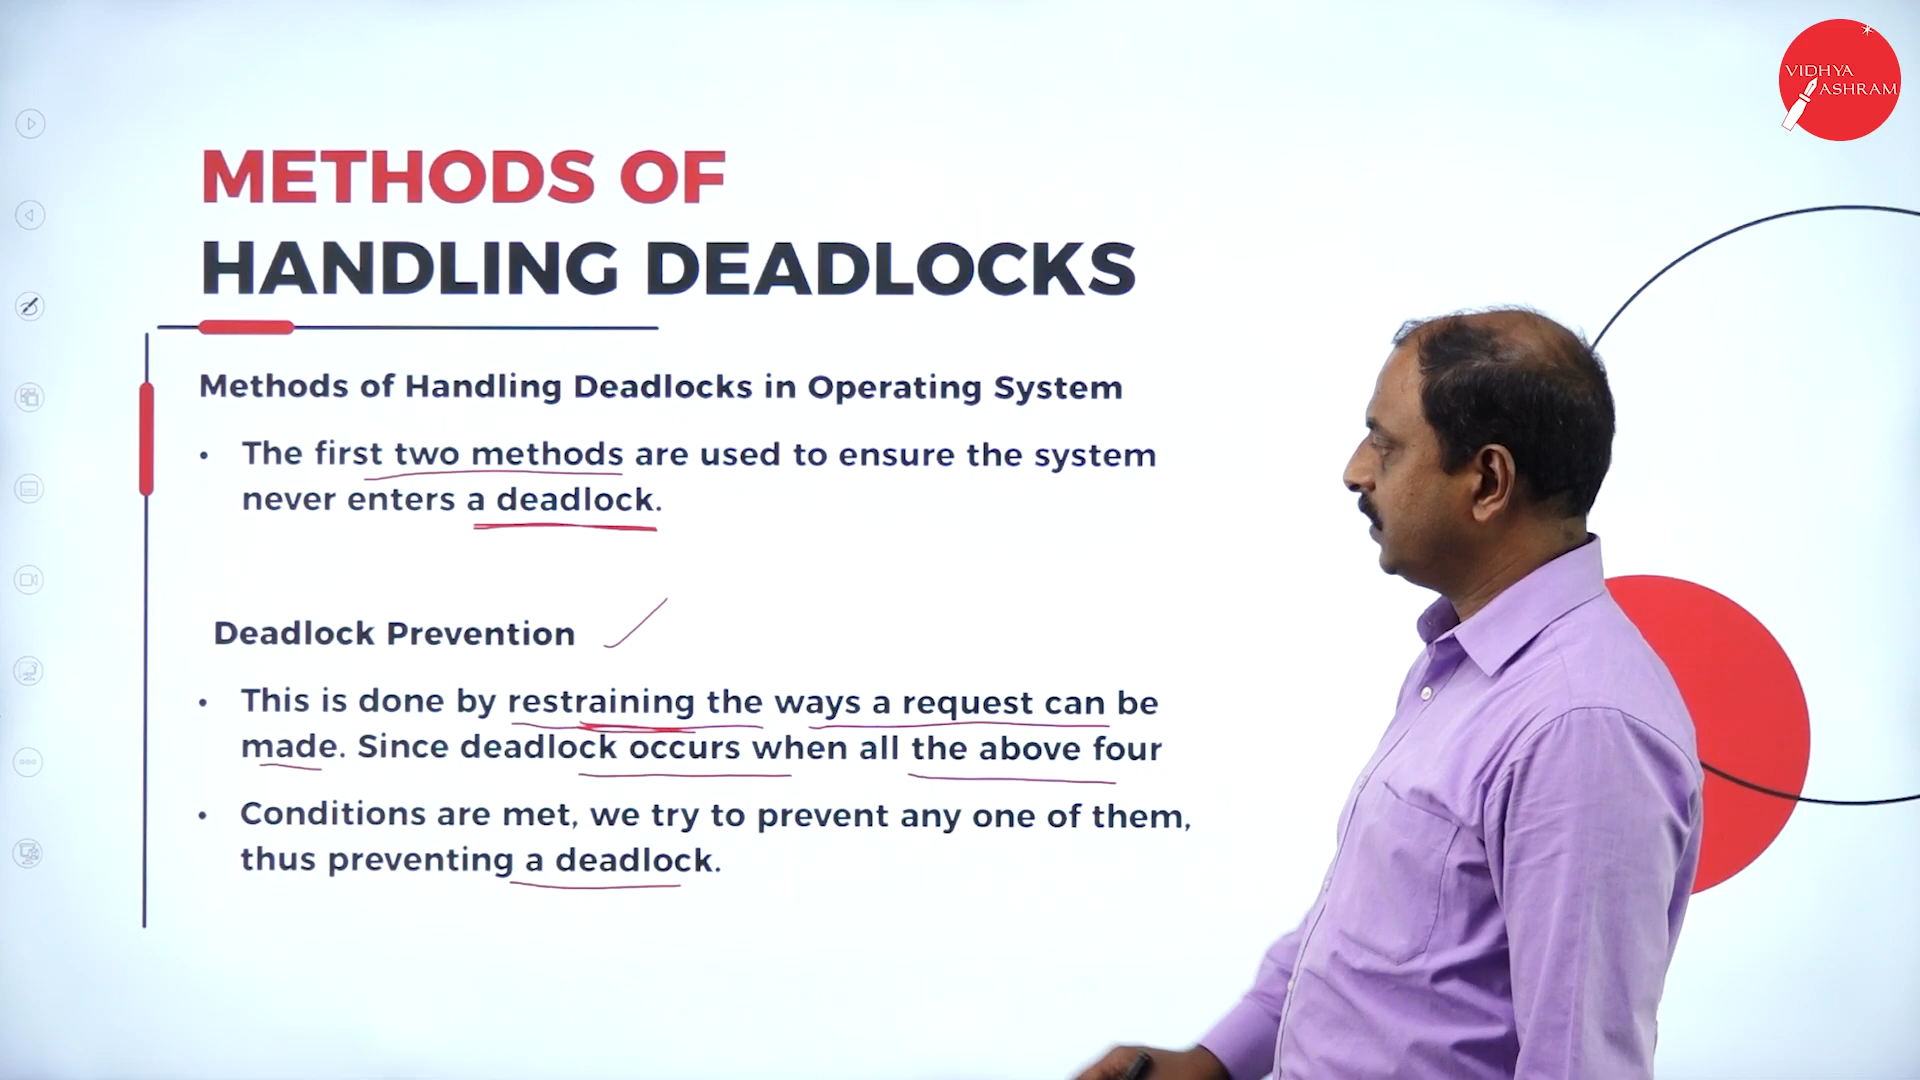 VIDHYA
ASHRAM
METHODS OF
HANDLING DEADLOCKS
Methods of Handling Deadlocks in Operating System
• The first two methods are used to ensure the system
never enters a deadlock.
Deadlock Prevention
• This is done by restraining the ways a request can be
made. Since deadlock occurs when all the above four
• Conditions are met, we try to prevent any one of them,
thus preventing a deadlock.